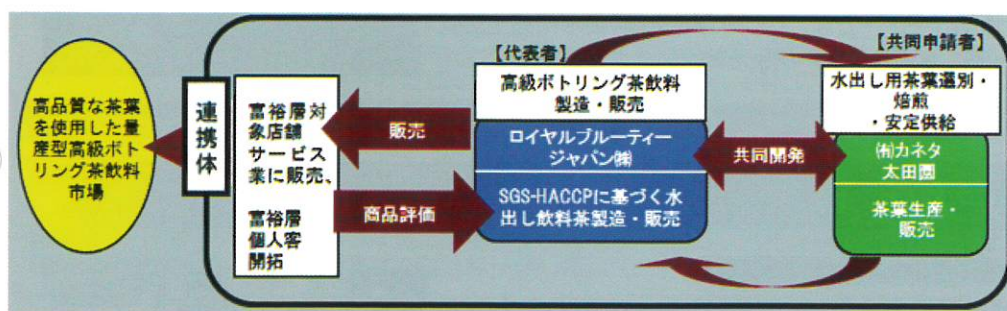 高品質な茶葉
を使用した量
産型高級ボト
リング茶飲料
市場
連携体
富裕層対
象店舗
サービス
業に販売、
富裕層
個人客
開拓
販売
商品評価
【代表者】
高級ボトリング茶飲料
製造・販売
ロイヤルブルーティー
ジャパン㈱
SGS-HACCPに基づく水
出し飲料茶製造・販売
共同開発
【共同申請者】
水出し用茶葉選別・
焙煎
・安定供給
㈲カネタ
太田園
茶葉生産・
販売